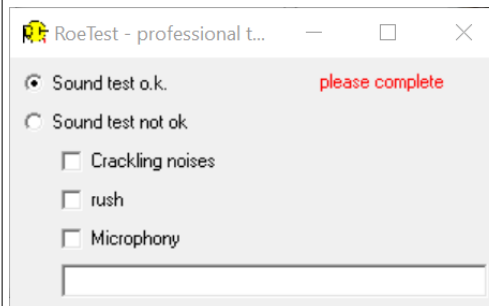 RoeTest - professional t...
Sound test o.k. please complete
Sound test not ok
Crackling noises
rush
Microphony